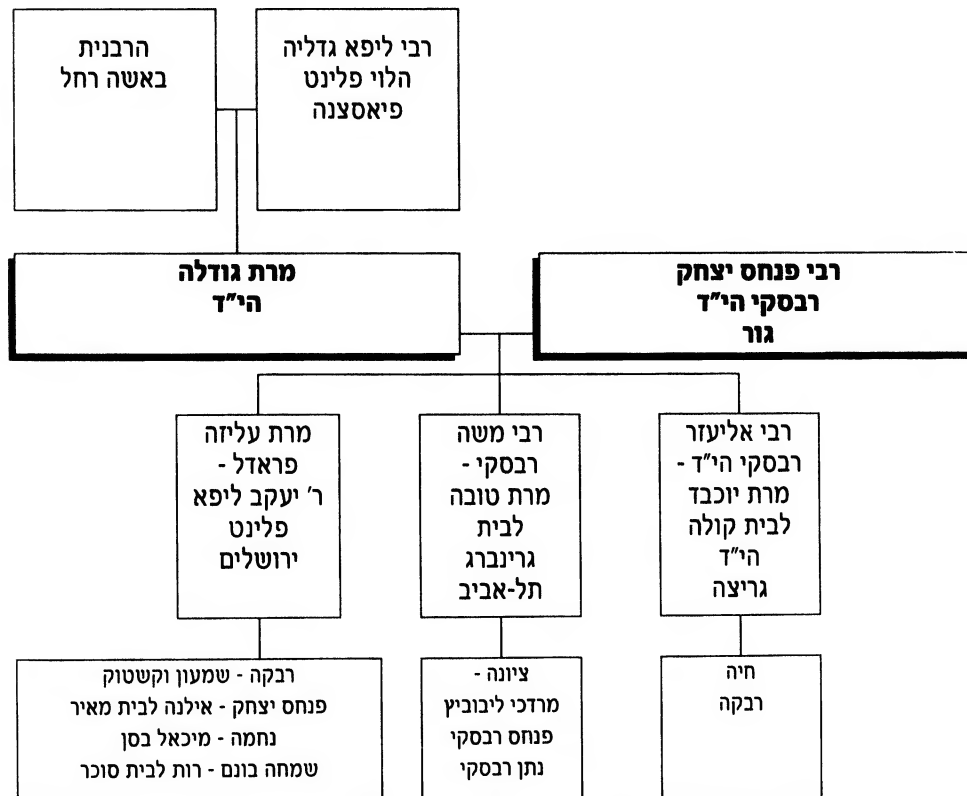 רבי ליפא גדליה
הלוי פלינט
פיאסצנה
הרבנית
באשה רחל
רבי פנחס יצחק
רבסקי הי"ד
גור
מרת גודלה
הי"ד
רבי אליעזר
רבסקי הי"ד -
מרת יוכבד
לבית קולה
הי"ד
גריצה
רבי משה
רבסקי -
מרת טובה
לבית
גרינברג
תל-אביב
מרת עליזה
פראדל -
ר' יעקב ליפא
פלינט
ירושלים
חיה
רבקה
ציונה -
מרדכי ליבוביץ
פנחס רבסקי
נתן רבסקי
רבקה - שמעון וקשטוק
פנחס יצחק - אילנה לבית מאיר
נחמה - מיכאל בסן
שמחה בונם - רות לבית סוכר